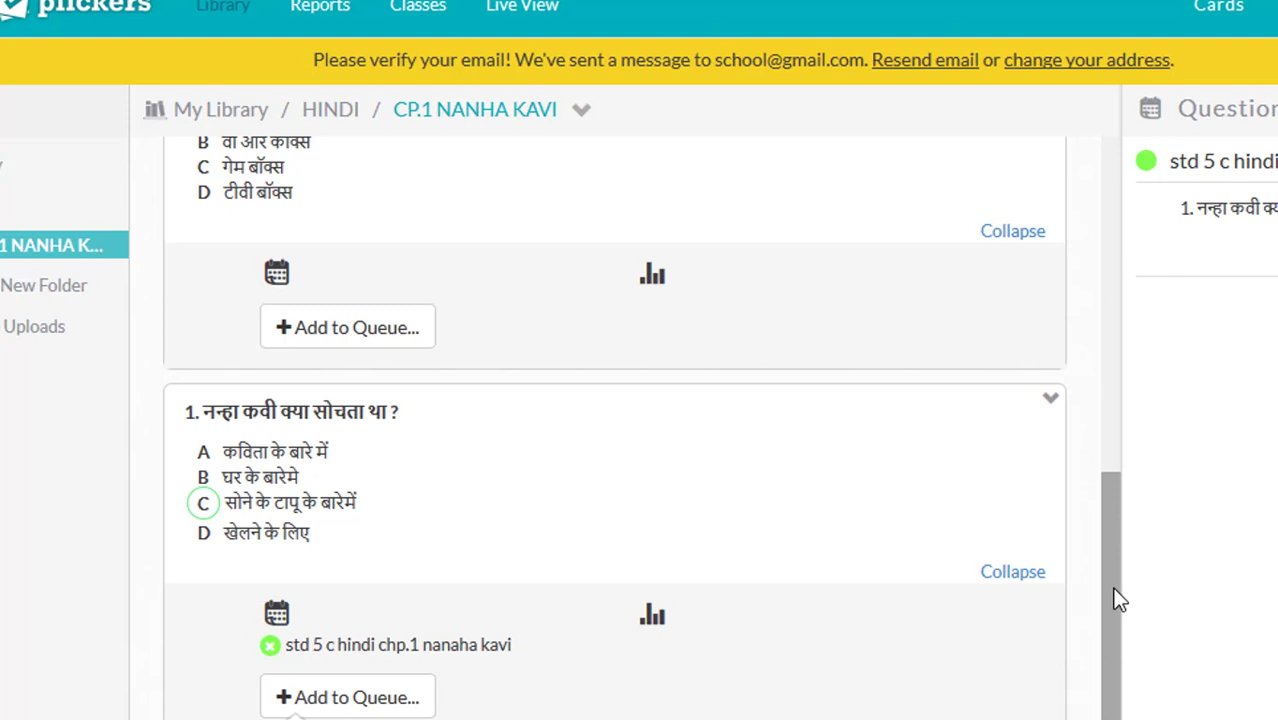 plickers
Library
Reports
Classes
Live View
Cards
Please verify your email! We've sent a message to school@gmail.com. Resend email or change your address.
My Library / HINDI / CP.1 NANHA KAVI
B
C गेम बॉक्स
D टीवी बॉक्स
Collapse
+ Add to Queue...
1. नन्हा कवी क्या सोचता था ?
A कविता के बारे में
B घर के बारेमे
C सोने के टापू के बारेमें
D खेलने के लिए
Collapse
std 5 c hindi chp.1 nanaha kavi
+ Add to Queue...
1 NANHA K...
New Folder
Uploads
Question
std 5 c hindi
1. नन्हा कवी